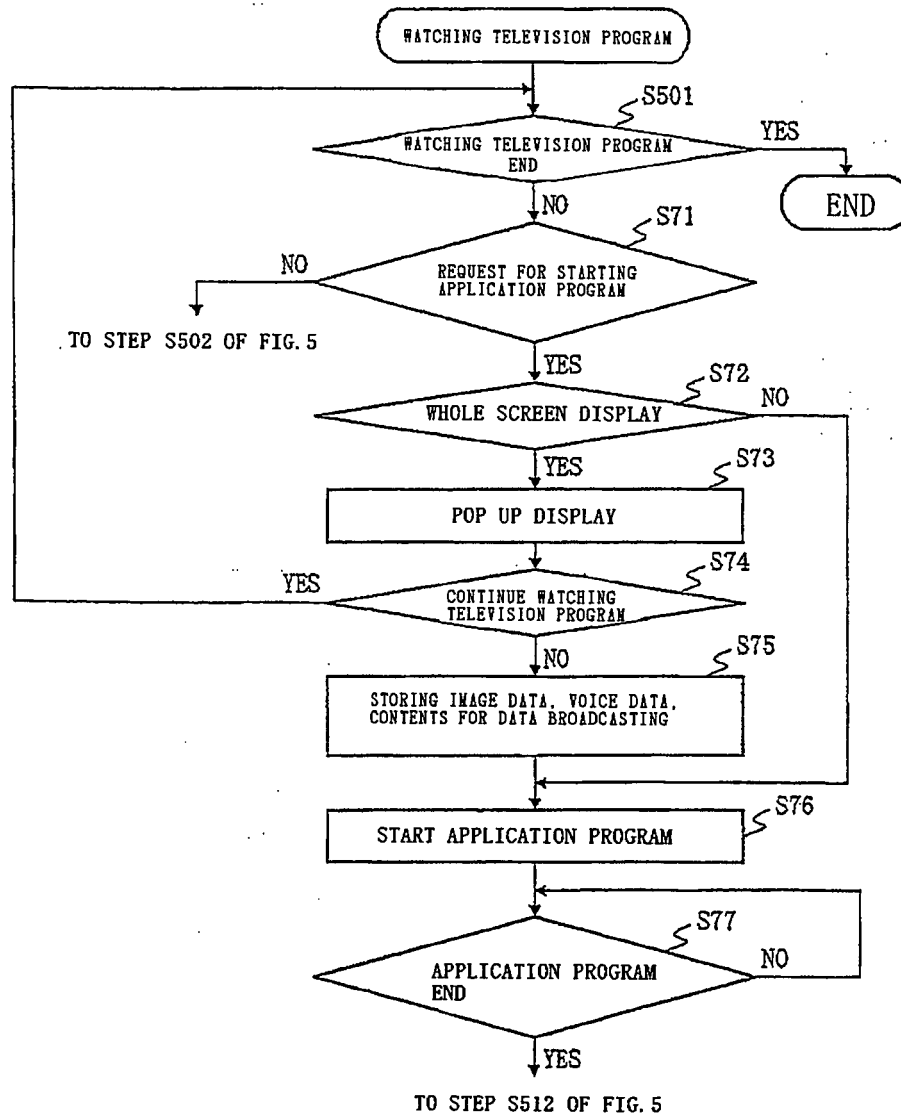 WATCHING TELEVISION PROGRAM
S501
WATCHING TELEVISION PROGRAM
END
YES
END
NO
S71
REQUEST FOR STARTING
APPLICATION PROGRAM
NO
TO STEP S502 OF FIG. 5
YES
S72
WHOLE SCREEN DISPLAY
NO
YES
S73
POP UP DISPLAY
S74
YES
CONTINUE WATCHING
TELEVISION PROGRAM
NO
S75
STORING IMAGE DATA, VOICE DATA,
CONTENTS FOR DATA BROADCASTING
S76
START APPLICATION PROGRAM
S77
APPLICATION PROGRAM
END
NO
YES
TO STEP S512 OF FIG. 5